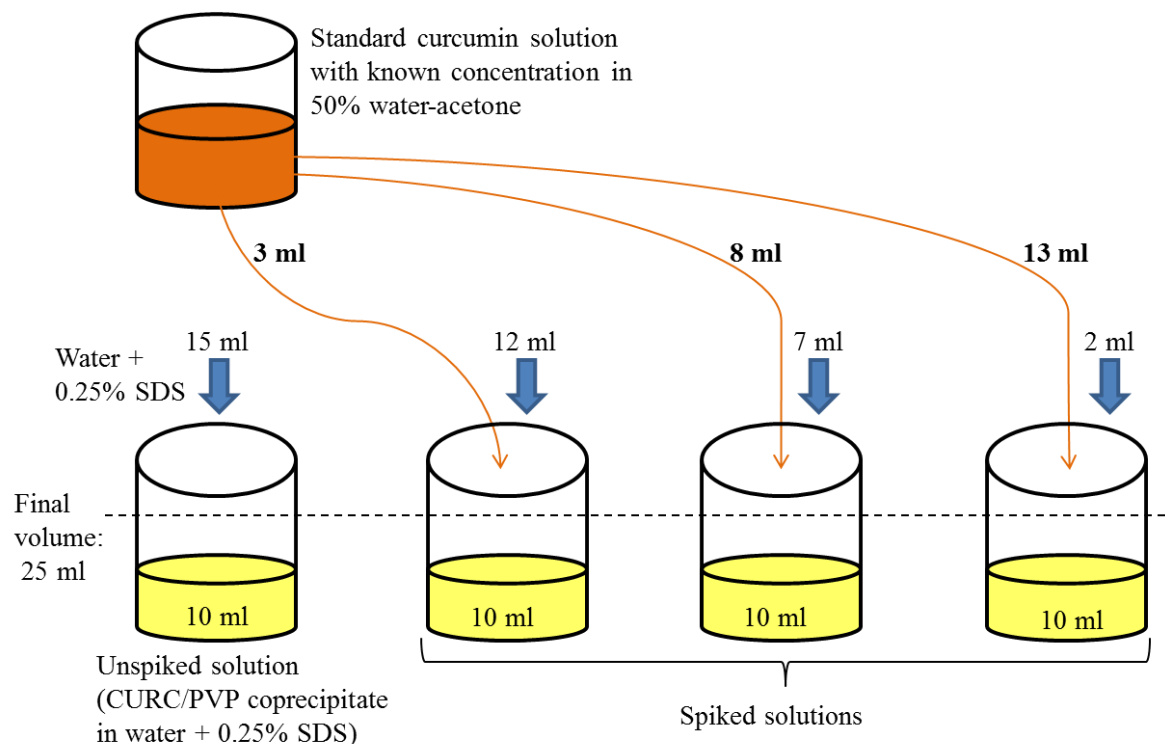 Standard curcumin solution
with known concentration in
50% water-acetone
3 ml
8 ml
13 ml
Water +
0.25% SDS
15 ml
12 ml
7 ml
2 ml
Final
volume:
25 ml
10 ml
10 ml
10 ml
10 ml
Unspiked solution
(CURC/PVP coprecipitate
in water + 0.25% SDS)
Spiked solutions